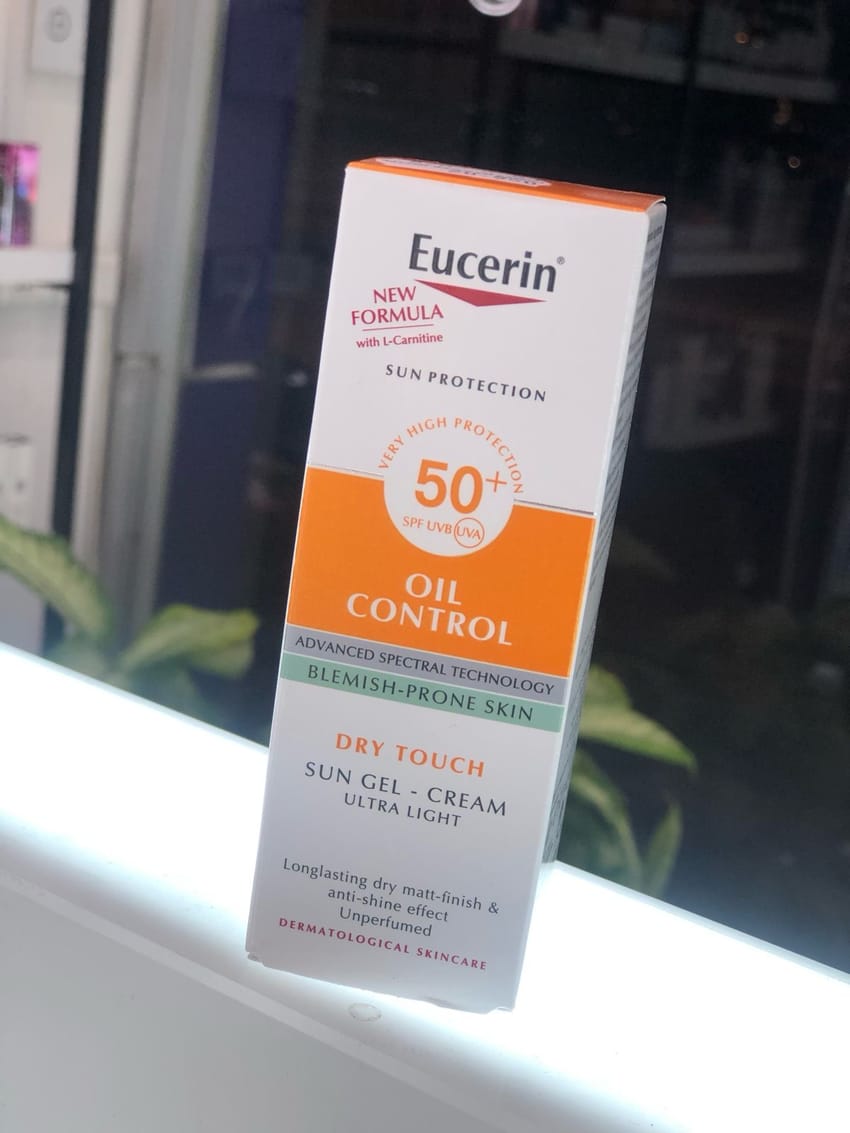 Eucerin®
NEW
FORMULA
with L-Carnitine
SUN PROTECTION
VERY HIGH PROTECTION
50+
SPF UVB UVA
OIL
CONTROL
ADVANCED SPECTRAL TECHNOLOGY
BLEMISH-PRONE SKIN
DRY TOUCH
SUN GEL - CREAM
ULTRA LIGHT
Longlasting dry matt-finish &
anti-shine effect
Unperfumed
DERMATOLOGICAL SKINCARE